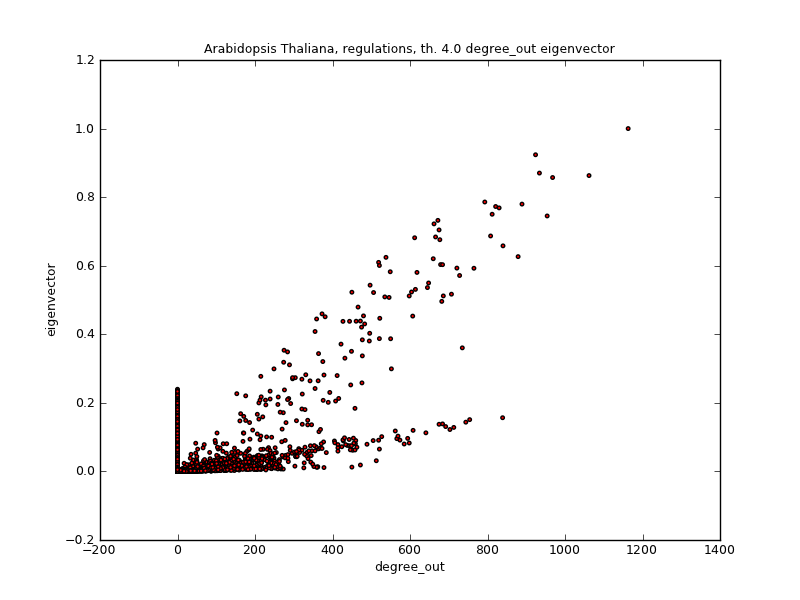 Arabidopsis Thaliana, regulations, th. 4.0 degree_out eigenvector
1.2
1.0
0.8
0.6
0.4
0.2
0.0
−0.2
eigenvector
−200 0 200 400 600 800 1000 1200 1400
degree_out